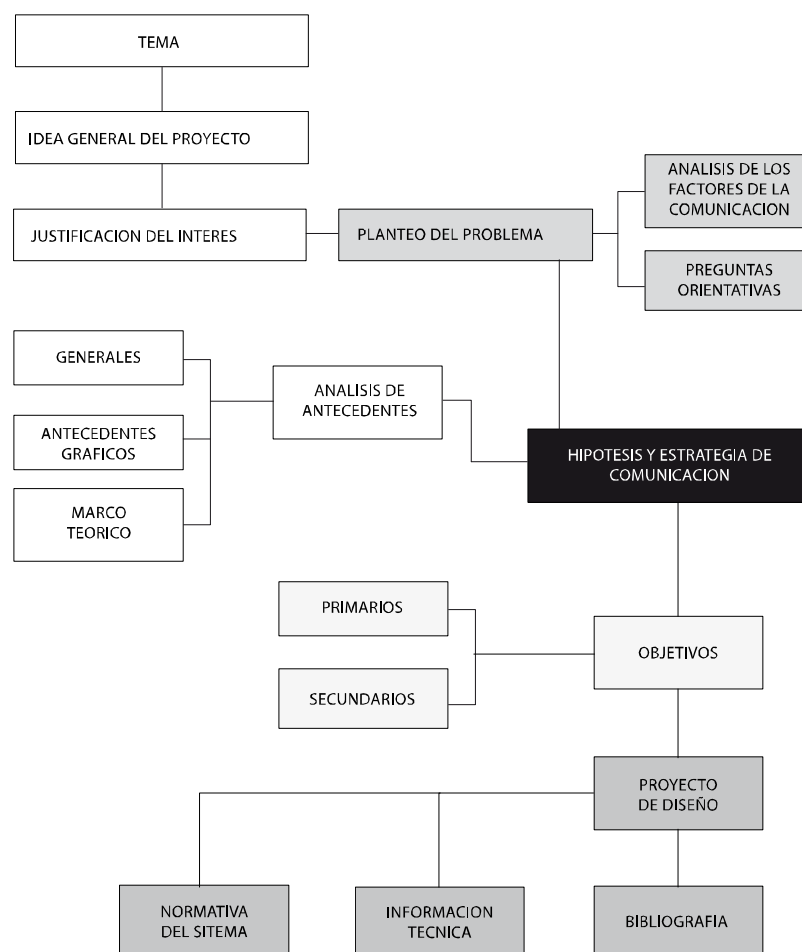 TEMA
IDEA GENERAL DEL PROYECTO
JUSTIFICACION DEL INTERES
PLANTEO DEL PROBLEMA
ANALISIS DE LOS
FACTORES DE LA
COMUNICACION
PREGUNTAS
ORIENTATIVAS
GENERALES
ANTECEDENTES
GRAFICOS
MARCO
TEORICO
ANALISIS DE
ANTECEDENTES
HIPOTESIS Y ESTRATEGIA DE
COMUNICACION
PRIMARIOS
SECUNDARIOS
OBJETIVOS
PROYECTO
DE DISEÑO
NORMATIVA
DEL SITEMA
INFORMACION
TECNICA
BIBLIOGRAFIA